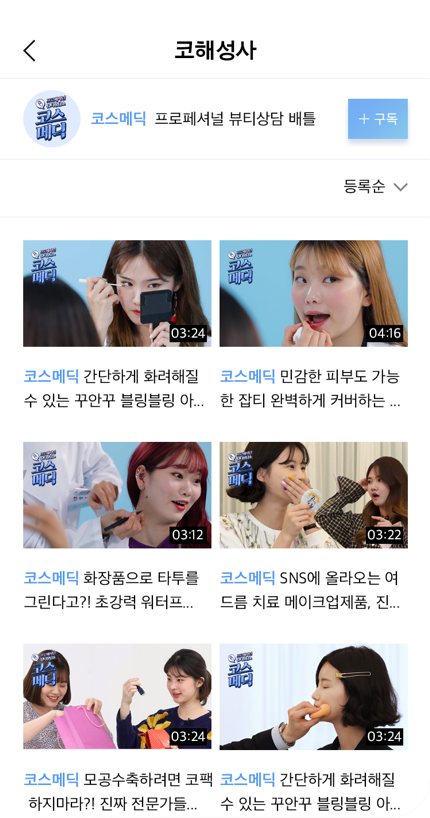 코해성사
코스메딕
코스메딕 프로페셔널 뷰티상담 배틀
+ 구독
등록순
코스메딕
03:24
코스메딕
04:16
코스메딕 간단하게 화려해질
수 있는 꾸안꾸 블링블링 아...
코스메딕 민감한 피부도 가능
한 잡티 완벽하게 커버하는 ...
코스메딕
03:12
코스메딕
03:22
코스메딕 화장품으로 타투를
그린다고?! 초강력 워터프...
코스메딕 SNS에 올라오는 여
드름 치료 메이크업제품, 진...
코스메딕
03:24
코스메딕
03:24
코스메딕 모공수축하려면 코팩
하지마라?! 진짜 전문가들...
코스메딕 간단하게 화려해질
수 있는 꾸안꾸 블링블링 아...